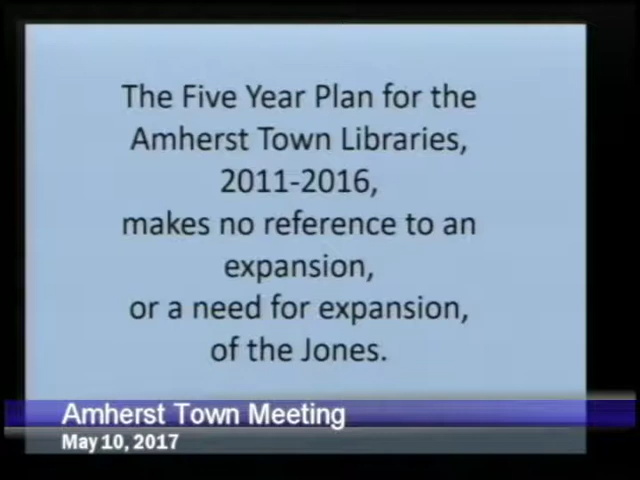 The Five Year Plan for the
Amherst Town Libraries,
2011-2016,
makes no reference to an
expansion,
or a need for expansion,
of the Jones.
Amherst Town Meeting
May 10, 2017